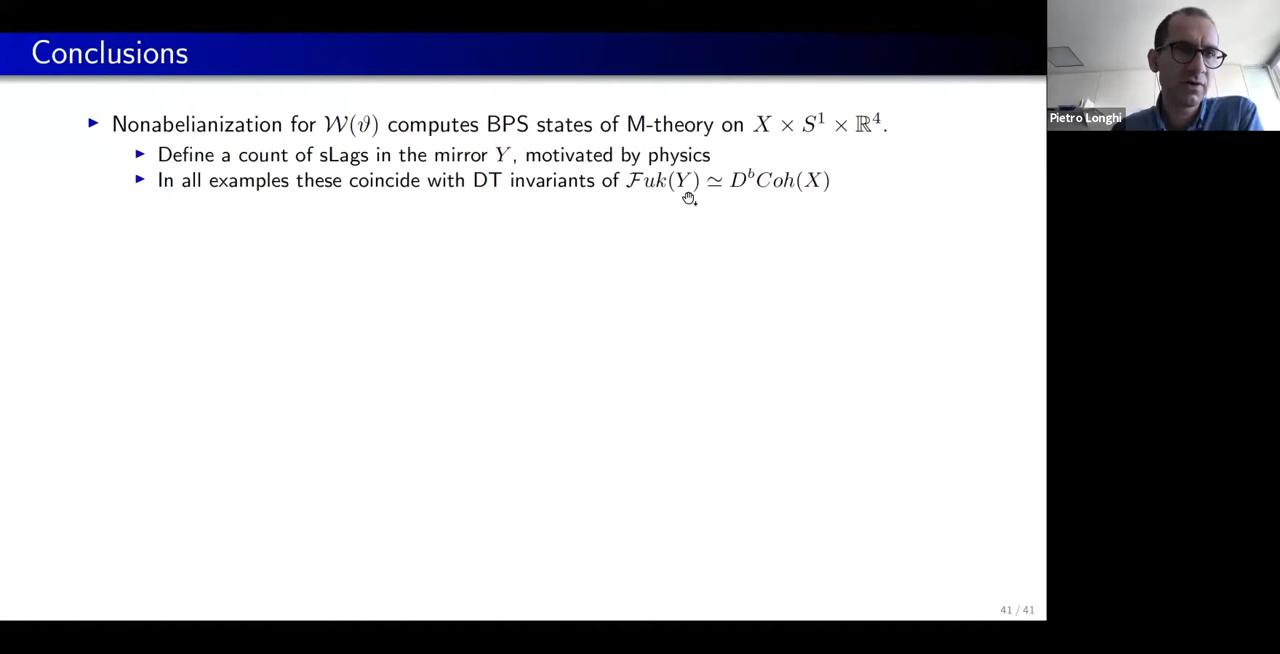 Conclusions
Nonabelianization for 𝒲(ϑ) computes BPS states of M-theory on X × S¹ × ℝ⁴.
Define a count of sLags in the mirror Y, motivated by physics
In all examples these coincide with DT invariants of ℱuk(Y) ≃ DᵇCoh(X)
41 / 41
Pietro Longhi